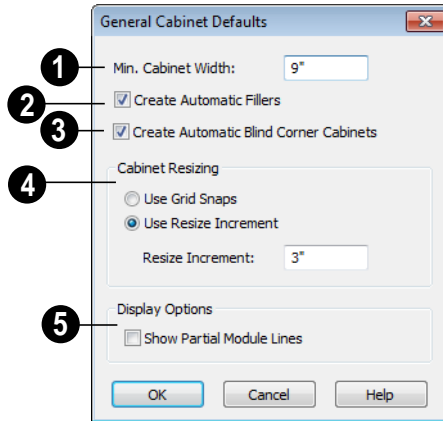 General Cabinet Defaults
1 Min. Cabinet Width: 9"
2 Create Automatic Fillers
3 Create Automatic Blind Corner Cabinets
Cabinet Resizing
4
Use Grid Snaps
Use Resize Increment
Resize Increment: 3"
Display Options
5
Show Partial Module Lines
OK Cancel Help